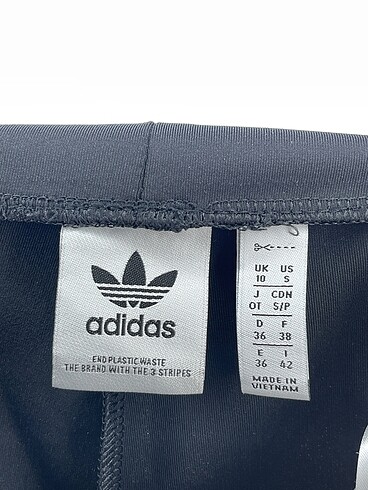 adidas
END PLASTIC WASTE
THE BRAND WITH THE 3 STRIPES
UK US
10 S
J CDN
OT S/P
D F
36 38
E I
36 42
MADE IN
VIETNAM